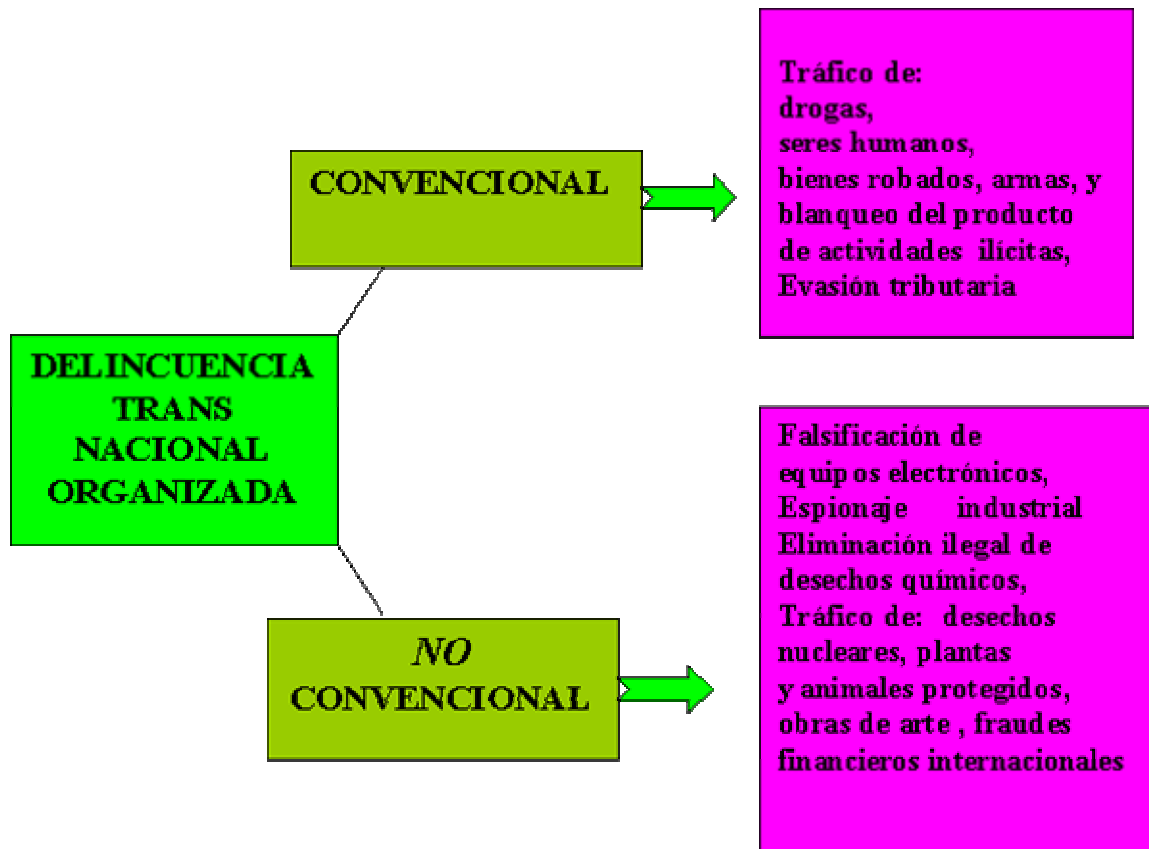 Tráfico de:
drogas,
seres humanos,
bienes robados, armas, y
blanqueo del producto
de actividades ilícitas,
Evasión tributaria
CONVENCIONAL
DELINCUENCIA
TRANS
NACIONAL
ORGANIZADA
NO
CONVENCIONAL
Falsificación de
equipos electrónicos,
Espionaje industrial
Eliminación ilegal de
desechos químicos,
Tráfico de: desechos
nucleares, plantas
y animales protegidos,
obras de arte , fraudes
financieros internacionales